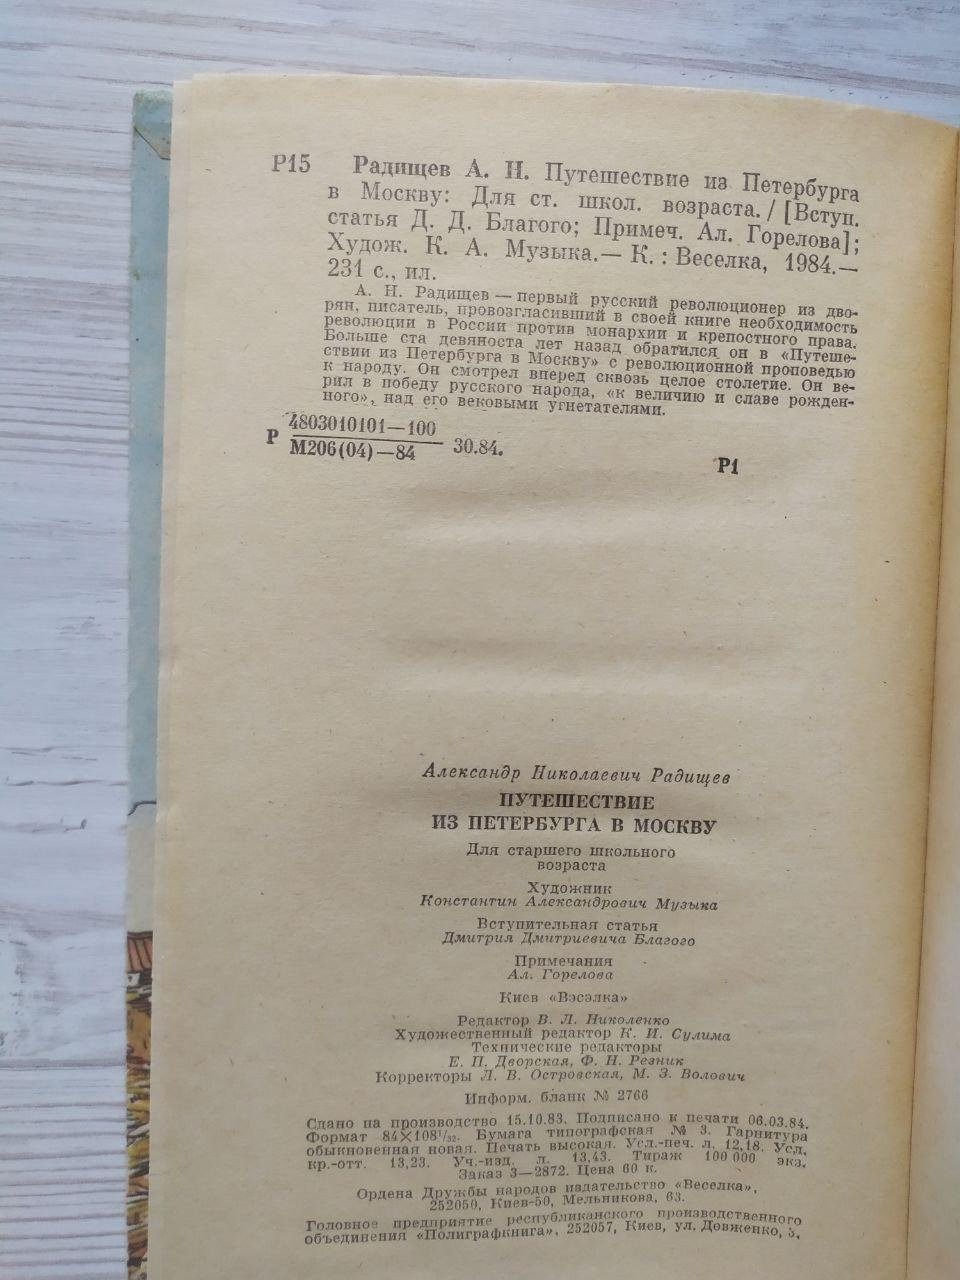 Р15 Радищев А. Н. Путешествие из Петербурга
в Москву: Для ст. школ. возраста. / [Вступ.
статья Д. Д. Благого; Примеч. Ал. Горелова];
Худож. К. А. Музыка.— К. : Веселка, 1984.—
231 с., ил.
А. Н. Радищев — первый русский революционер из дво-
рян, писатель, провозгласивший в своей книге необходимость
революции в России против монархии и крепостного права.
Больше ста девяноста лет назад обратился он в «Путеше-
ствии из Петербурга в Москву» с революционной проповедью
к народу. Он смотрел вперед сквозь целое столетие. Он ве-
рил в победу русского народа, «к величию и славе рожден-
ного», над его вековыми угнетателями.
Р 4803010101—100
М206(04)—84 30.84.
Р1
Александр Николаевич Радищев
ПУТЕШЕСТВИЕ
ИЗ ПЕТЕРБУРГА В МОСКВУ
Для старшего школьного
возраста
Художник
Константин Александрович Музыка
Вступительная статья
Дмитрия Дмитриевича Благого
Примечания
Ал. Горелова
Киев «Вэсэлка»
Редактор В. Л. Николенко
Художественный редактор К. И. Сулима
Технические редакторы
Е. П. Дворская, Ф. Н. Резник
Корректоры Л. В. Островская, М. З. Волович
Информ. бланк № 2766
Сдано на производство 15.10.83. Подписано к печати 06.03.84.
Формат 84×108¹/₃₂. Бумага типографская № 3. Гарнитура
обыкновенная новая. Печать высокая. Усл.-печ. л. 12,18. Усл.
кр.-отт. 13,23. Уч.-изд. л. 13,43. Тираж 100 000 экз.
Заказ 3—2872. Цена 60 к.
Ордена Дружбы народов издательство «Веселка»,
252050, Киев-50, Мельникова, 63.
Головное предприятие республиканского производственного
объединения «Полиграфкнига», 252057, Киев, ул. Довженко, 3.